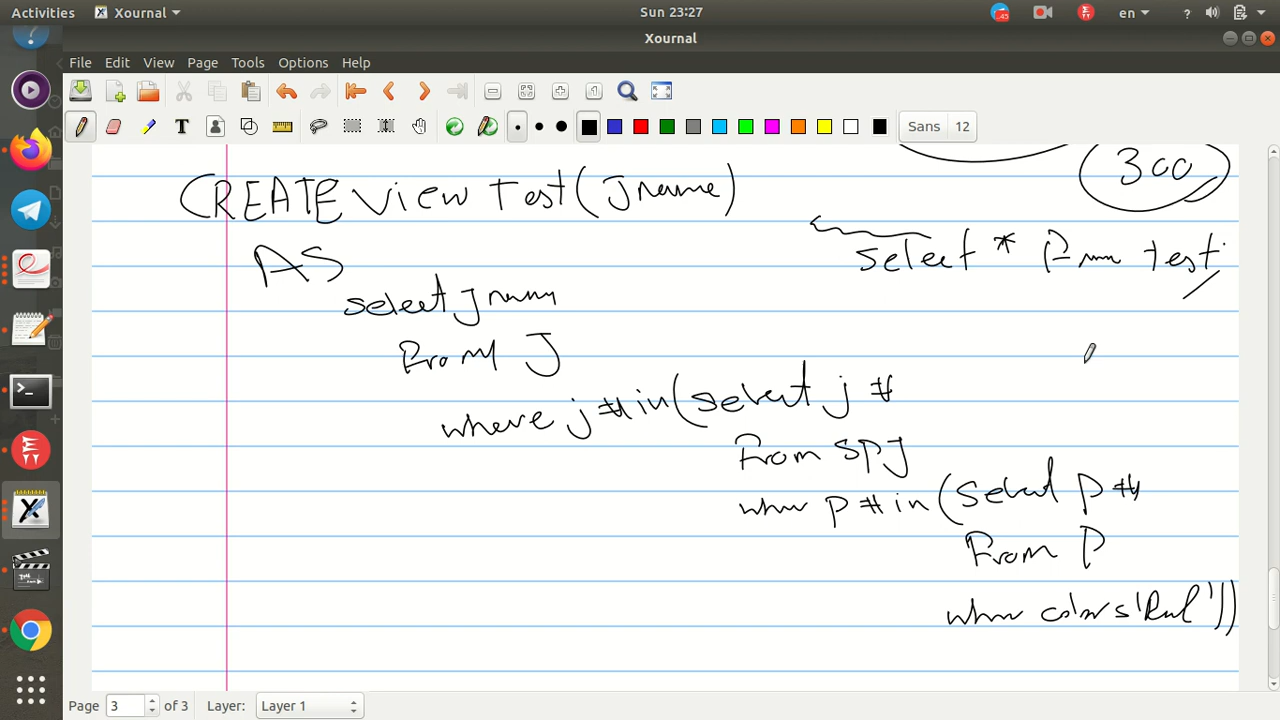 Activities Xournal Sun 23:27 45 en ?
Xournal
File Edit View Page Tools Options Help
Sans 12
300
CREATE View Test(Jname)
select * From test
AS
select Jname
From J
where j# in (select j #
From SPJ
where p# in (select P #
From P
where color='Red'))
Page 3 of 3 Layer: Layer 1